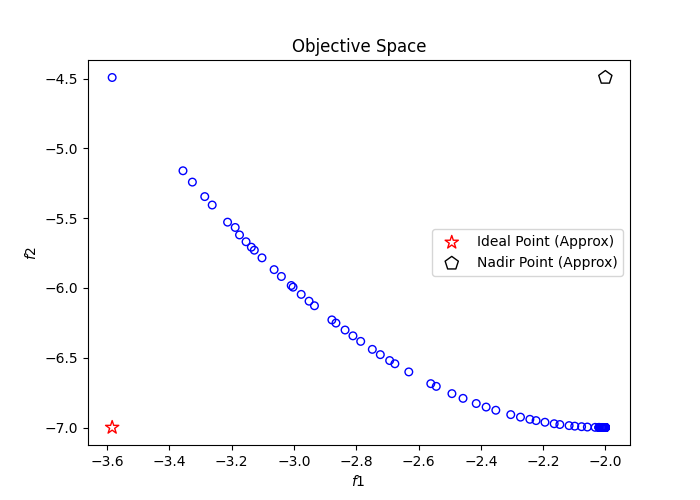 Objective Space
−4.5
−5.0
−5.5
−6.0
−6.5
−7.0
f2
Ideal Point (Approx)
Nadir Point (Approx)
−3.6 −3.4 −3.2 −3.0 −2.8 −2.6 −2.4 −2.2 −2.0
f1